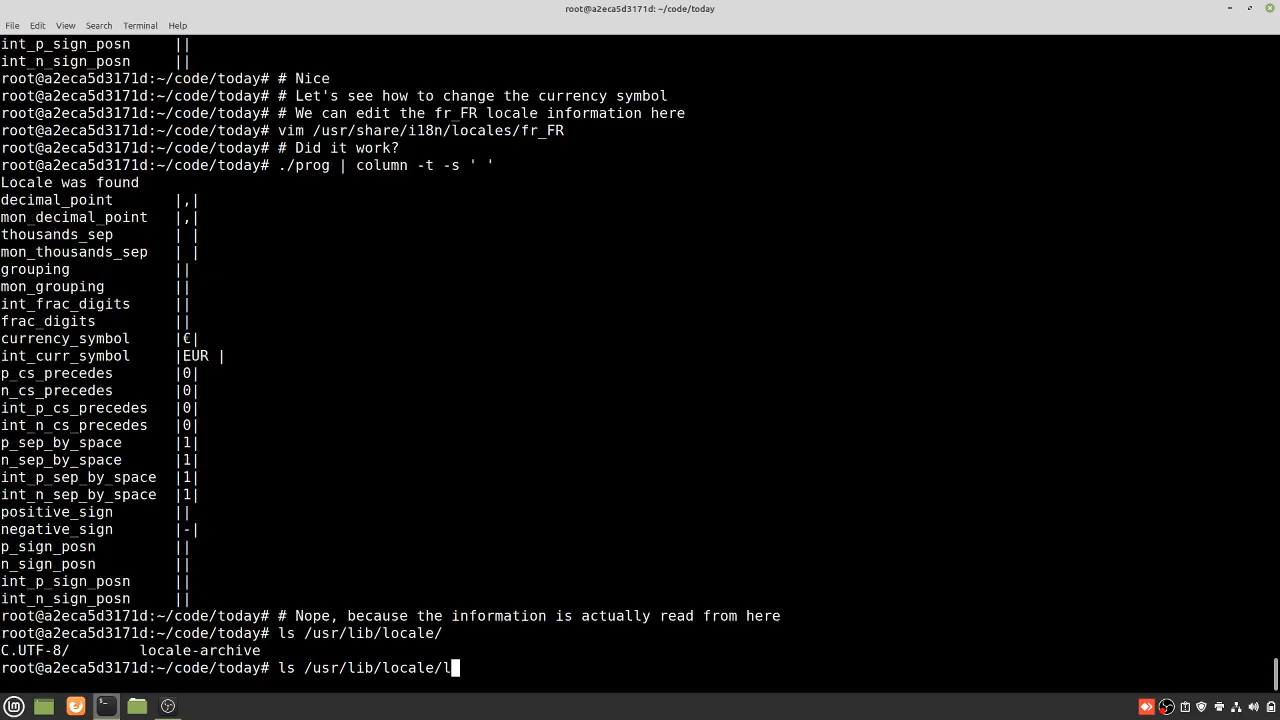 root@a2eca5d3171d: ~/code/today
File Edit View Search Terminal Help
int_p_sign_posn     ||
int_n_sign_posn     ||
root@a2eca5d3171d:~/code/today# # Nice
root@a2eca5d3171d:~/code/today# # Let's see how to change the currency symbol
root@a2eca5d3171d:~/code/today# # We can edit the fr_FR locale information here
root@a2eca5d3171d:~/code/today# vim /usr/share/i18n/locales/fr_FR
root@a2eca5d3171d:~/code/today# # Did it work?
root@a2eca5d3171d:~/code/today# ./prog | column -t -s ' '
Locale was found
decimal_point       |,|
mon_decimal_point   |,|
thousands_sep       | |
mon_thousands_sep   | |
grouping            ||
mon_grouping        ||
int_frac_digits     ||
frac_digits         ||
currency_symbol     |€|
int_curr_symbol     |EUR |
p_cs_precedes       |0|
n_cs_precedes       |0|
int_p_cs_precedes   |0|
int_n_cs_precedes   |0|
p_sep_by_space      |1|
n_sep_by_space      |1|
int_p_sep_by_space  |1|
int_n_sep_by_space  |1|
positive_sign       ||
negative_sign       |-|
p_sign_posn         ||
n_sign_posn         ||
int_p_sign_posn     ||
int_n_sign_posn     ||
root@a2eca5d3171d:~/code/today# # Nope, because the information is actually read from here
root@a2eca5d3171d:~/code/today# ls /usr/lib/locale/
C.UTF-8/        locale-archive
root@a2eca5d3171d:~/code/today# ls /usr/lib/locale/l